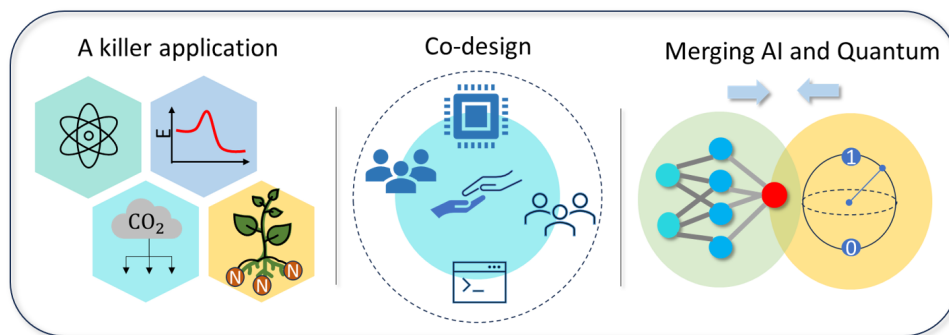 A killer application
Co-design
Merging AI and Quantum
E
CO₂
N
N
N
>_
1
0